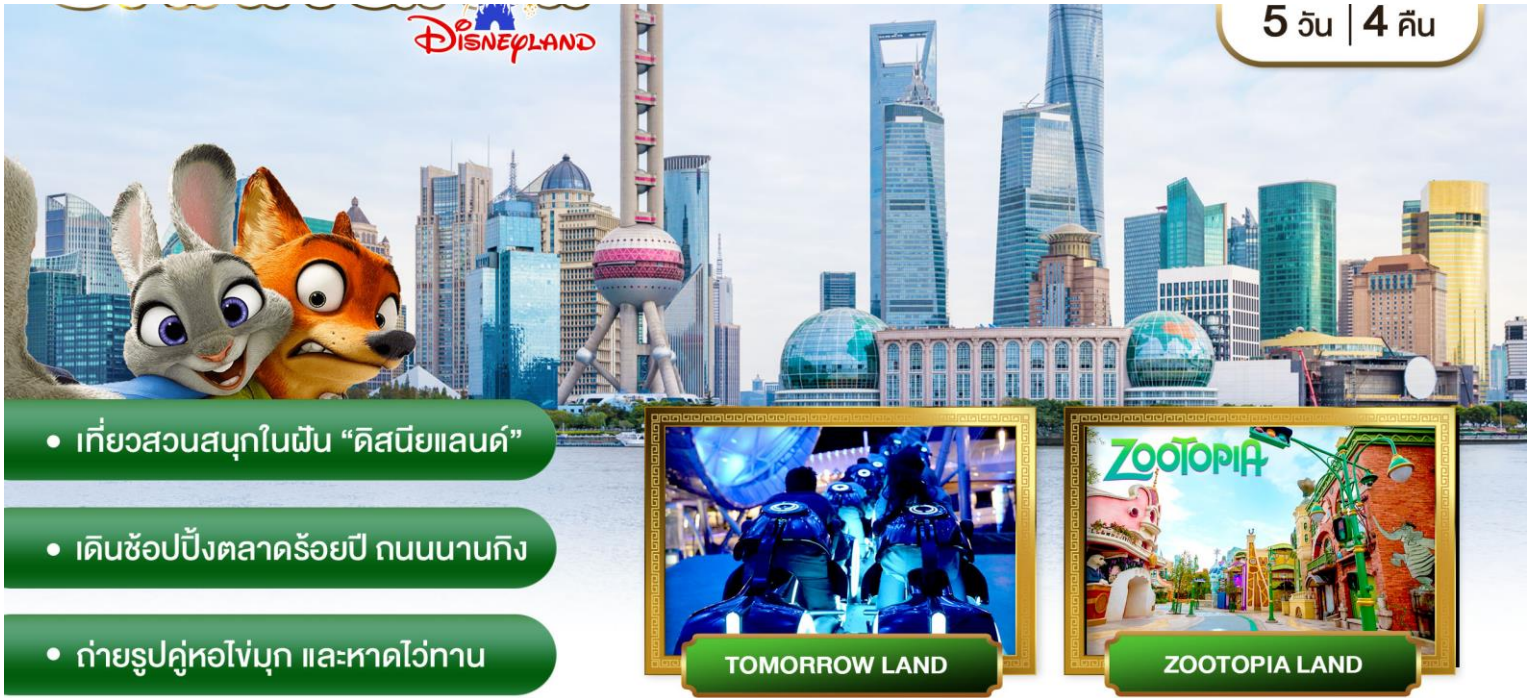 DISNEYLAND
5 วัน | 4 คืน
• เที่ยวสวนสนุกในฝัน “ดิสนียแลนด์”
• เดินช้อปปิ้งตลาดร้อยปี ถนนนานกิง
• ถ่ายรูปคู่หอไข่มุก และหาดไว่ทาน
TOMORROW LAND
ZOOTOPIA
ZOOTOPIA LAND